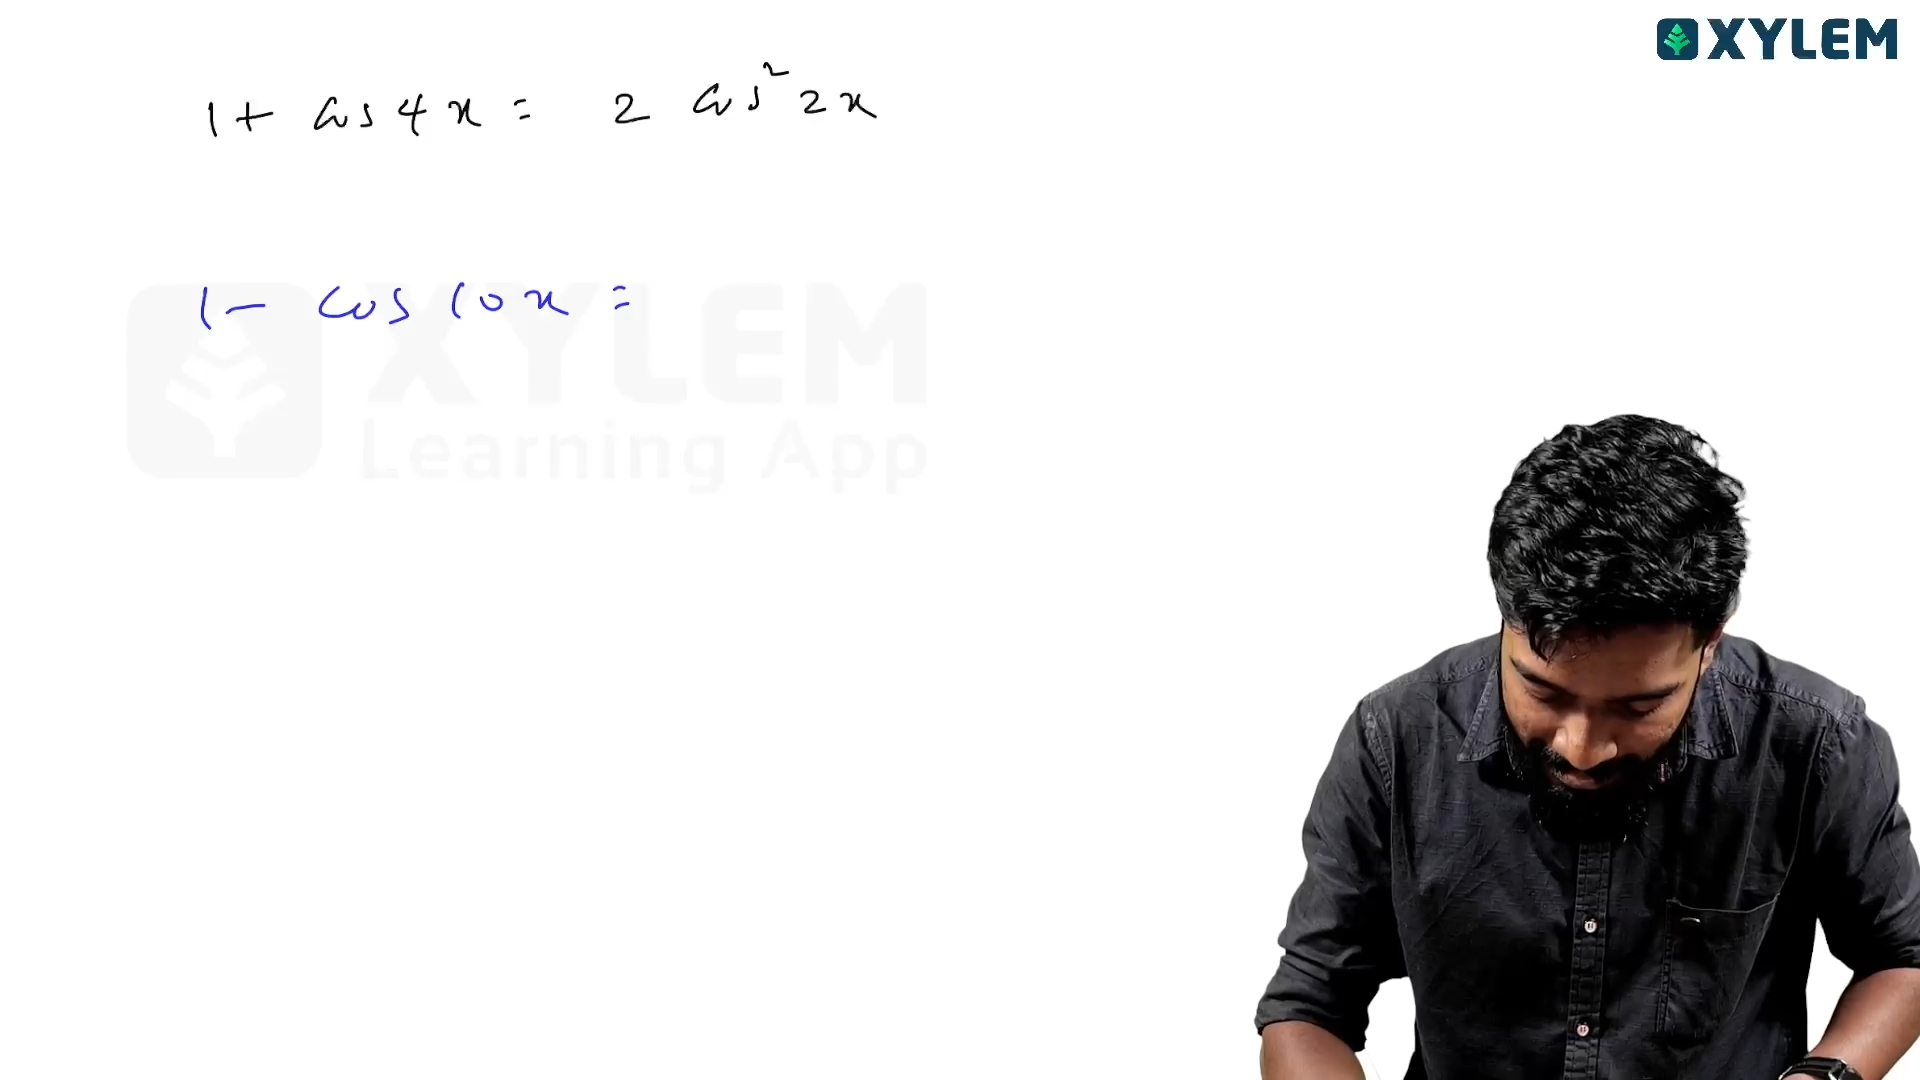 XYLEM
1 + cos 4x = 2 cos² 2x
1 - cos 10x =
XYLEM
Learning App